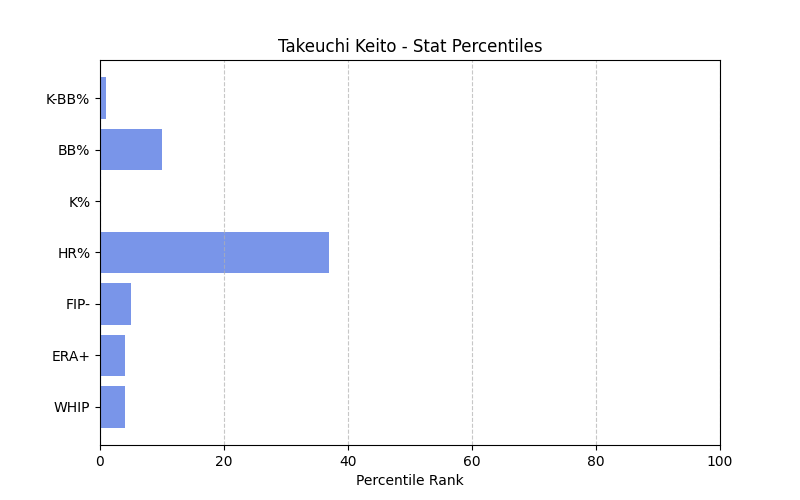 Takeuchi Keito - Stat Percentiles
K-BB%
BB%
K%
HR%
FIP-
ERA+
WHIP
0 20 40 60 80 100
Percentile Rank